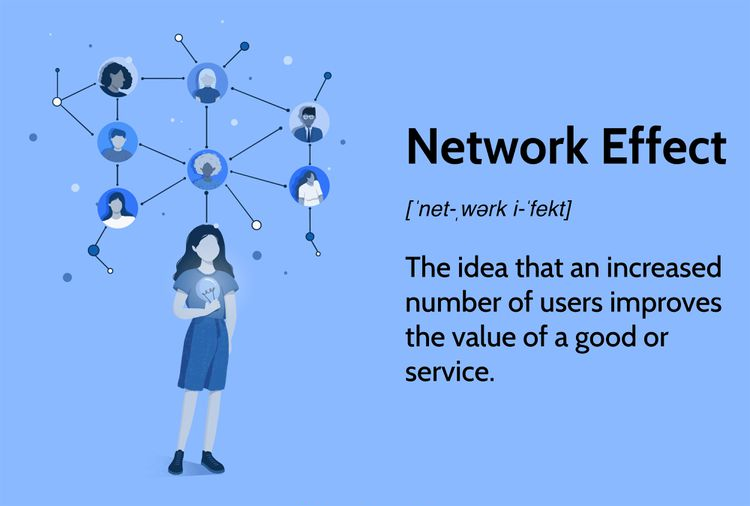 Network Effect
[ˈnet-ˌwərk i-ˈfekt]
The idea that an increased
number of users improves
the value of a good or
service.